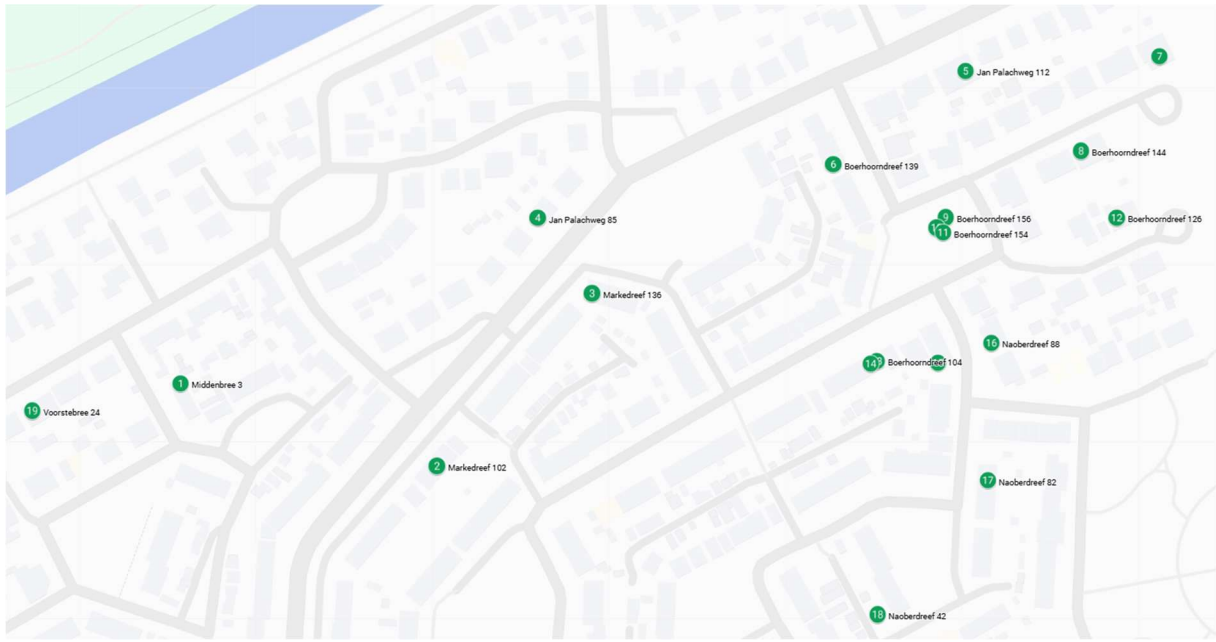 7
5 Jan Palachweg 112
8 Boerhoorndreef 144
6 Boerhoorndreef 139
4 Jan Palachweg 85
9 Boerhoorndreef 156
12 Boerhoorndreef 126
11 Boerhoorndreef 154
3 Markedreef 136
16 Naoberdreef 88
14 Boerhoorndreef 104
1 Middenbree 3
19 Voorstebree 24
2 Markedreef 102
17 Naoberdreef 82
18 Naoberdreef 42